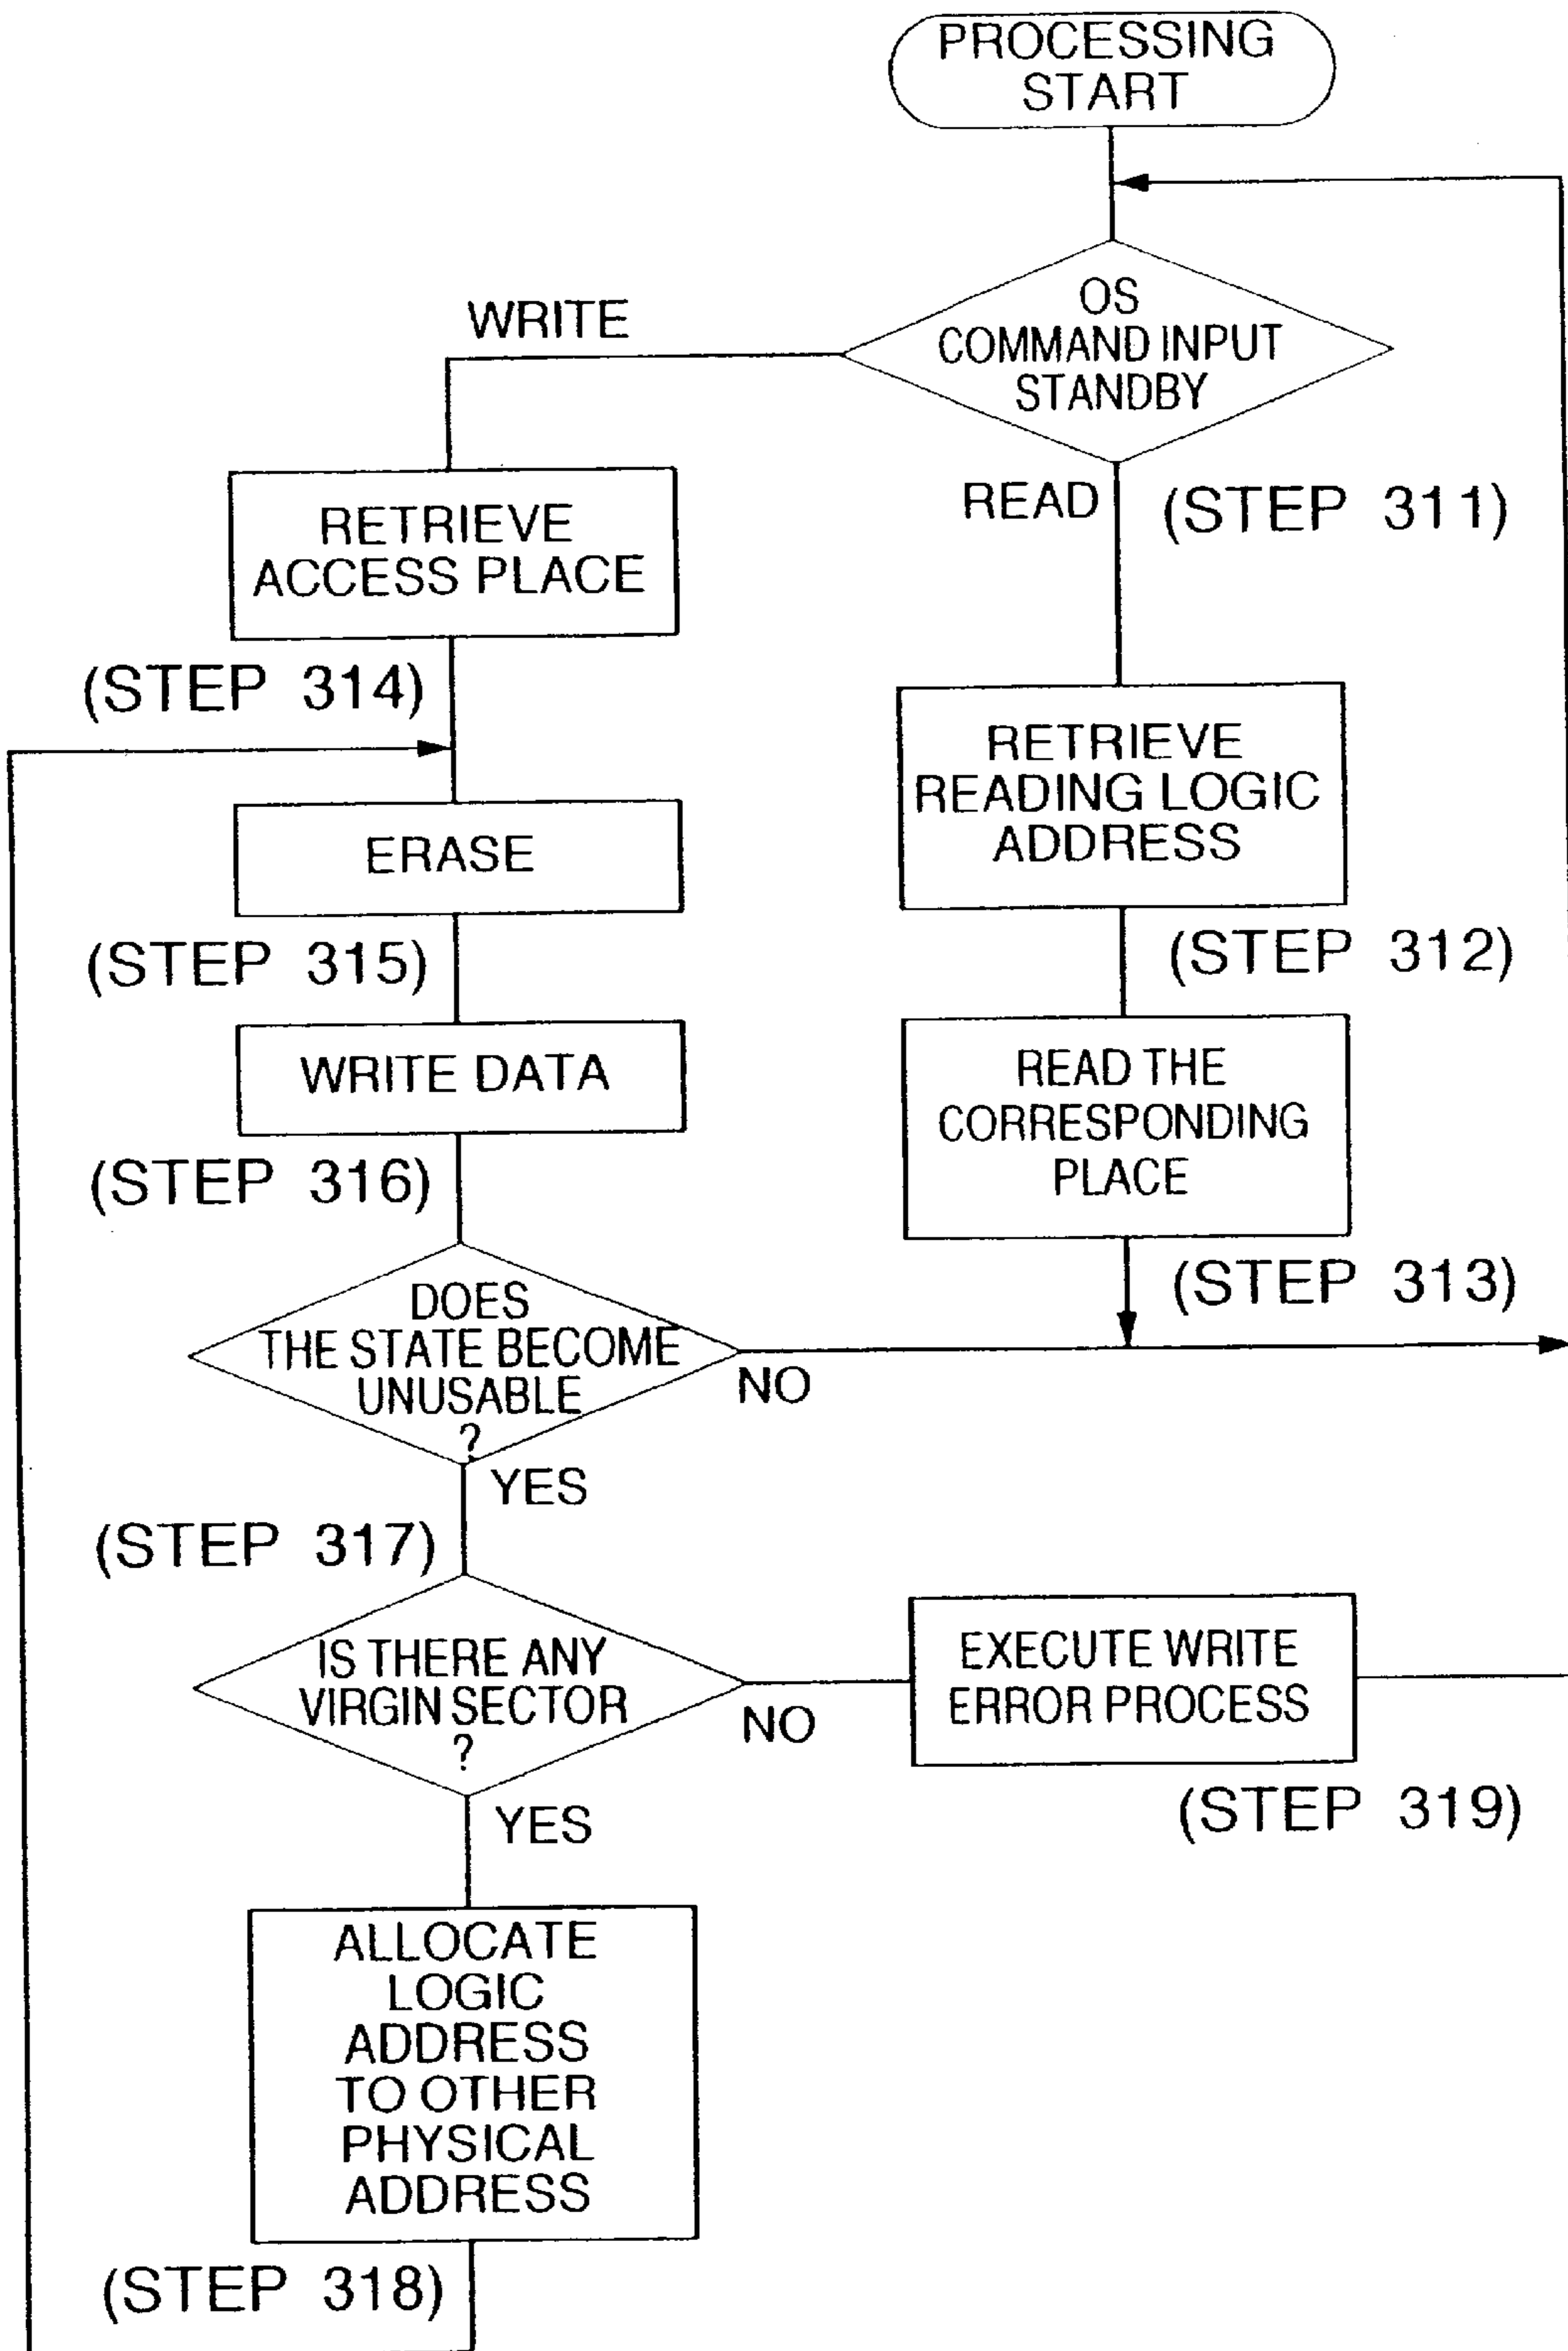 PROCESSING
START
OS
COMMAND INPUT
STANDBY
WRITE
READ
(STEP 311)
RETRIEVE
ACCESS PLACE
(STEP 314)
RETRIEVE
READING LOGIC
ADDRESS
ERASE
(STEP 312)
(STEP 315)
READ THE
CORRESPONDING
PLACE
WRITE DATA
(STEP 316)
(STEP 313)
DOES
THE STATE BECOME
UNUSABLE
?
NO
YES
(STEP 317)
IS THERE ANY
VIRGIN SECTOR
?
NO
EXECUTE WRITE
ERROR PROCESS
(STEP 319)
YES
ALLOCATE
LOGIC
ADDRESS
TO OTHER
PHYSICAL
ADDRESS
(STEP 318)